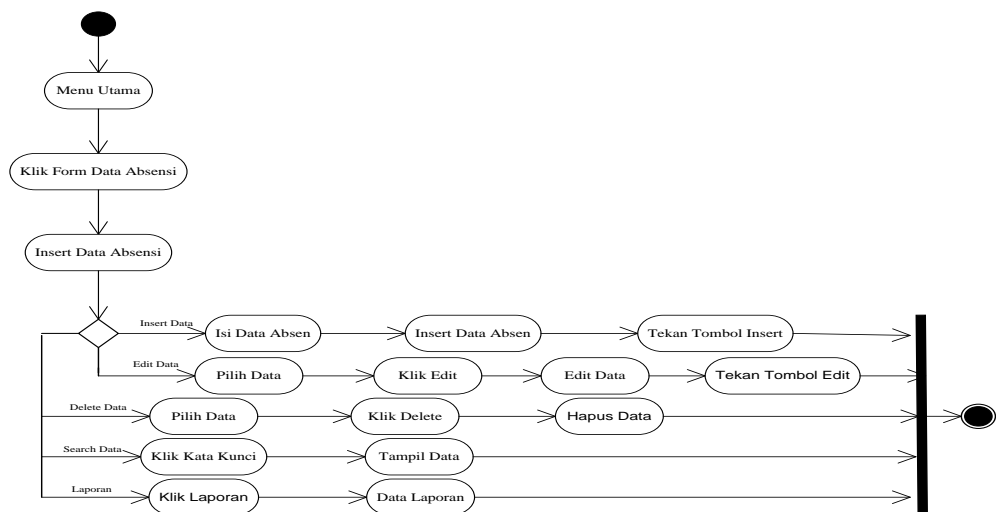 Menu Utama
Klik Form Data Absensi
Insert Data Absensi
Insert Data
Isi Data Absen
Insert Data Absen
Tekan Tombol Insert
Edit Data
Pilih Data
Klik Edit
Edit Data
Tekan Tombol Edit
Delete Data
Pilih Data
Klik Delete
Hapus Data
Search Data
Klik Kata Kunci
Tampil Data
Laporan
Klik Laporan
Data Laporan